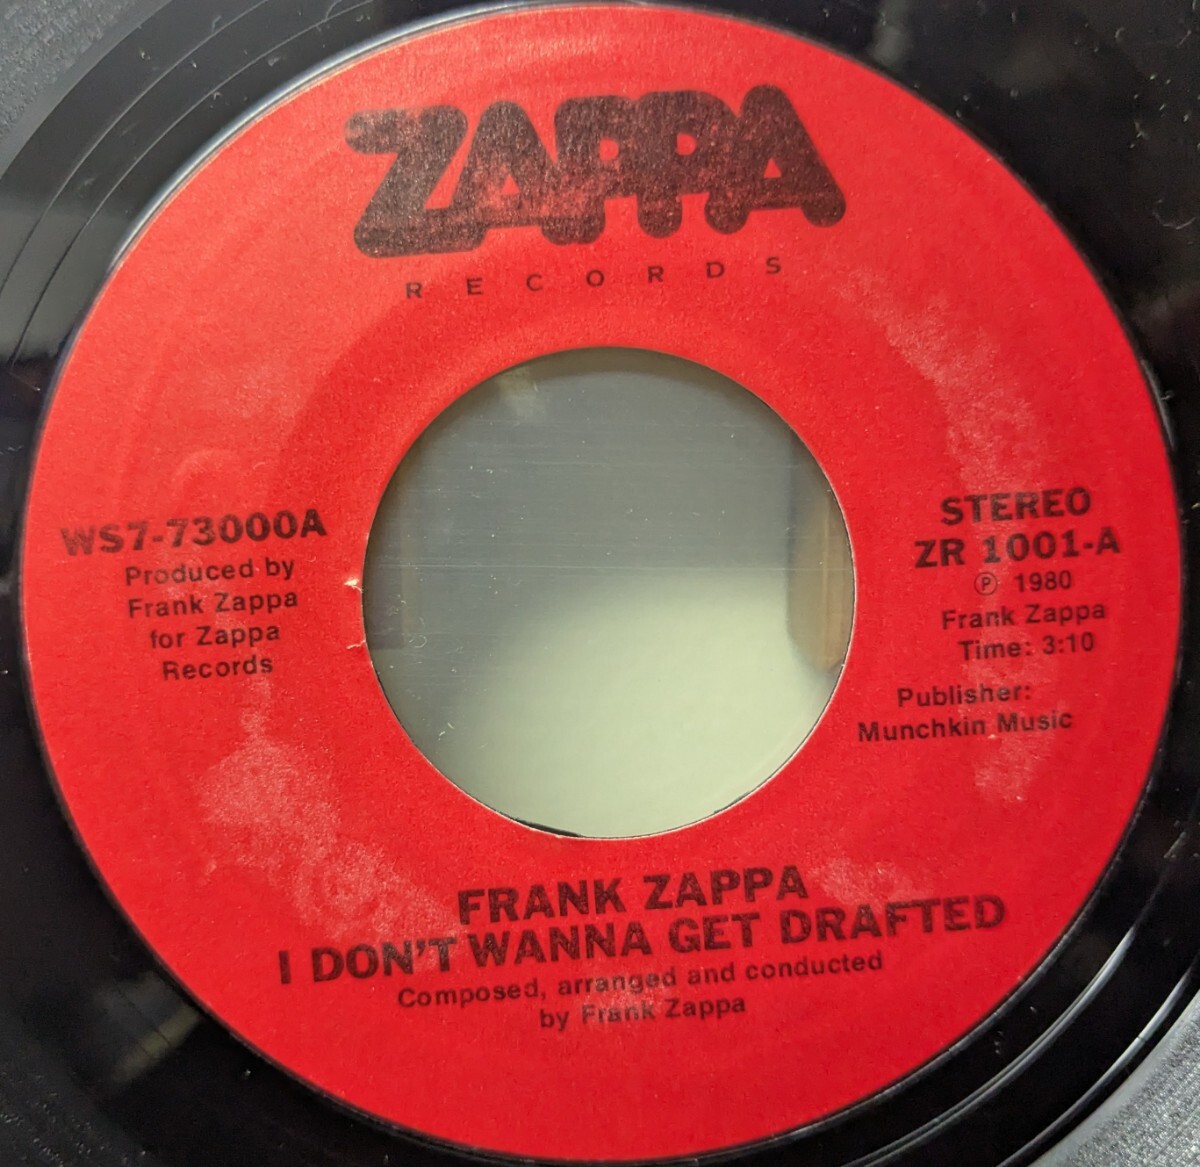 ZAPPA
RECORDS
WS7-73000A
Produced by
Frank Zappa
for Zappa
Records
STEREO
ZR 1001-A
Ⓟ 1980
Frank Zappa
Time: 3:10
Publisher:
Munchkin Music
FRANK ZAPPA
I DON'T WANNA GET DRAFTED
Composed, arranged and conducted
by Frank Zappa